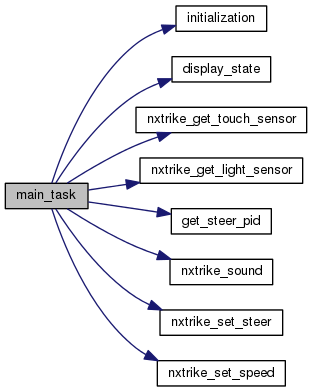 initialization
display_state
nxtrike_get_touch_sensor
nxtrike_get_light_sensor
main_task
get_steer_pid
nxtrike_sound
nxtrike_set_steer
nxtrike_set_speed